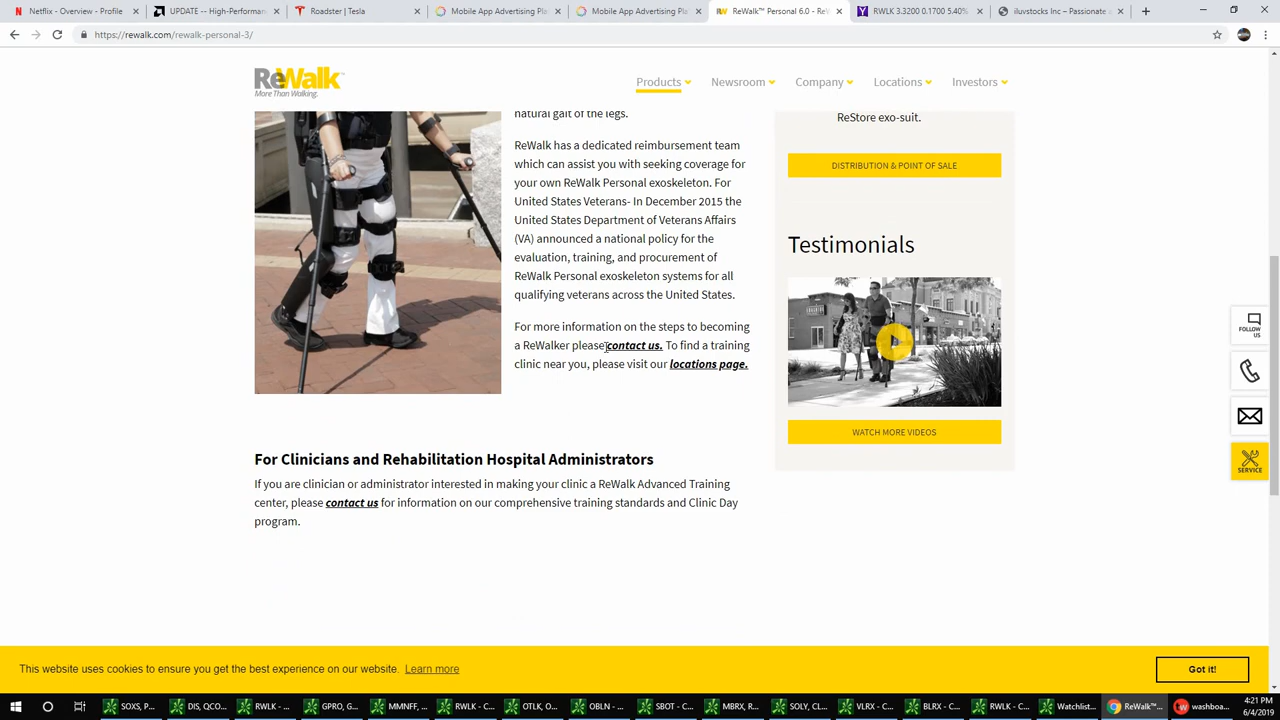 Netflix - Overview - Profile
UPDATE -- High-Performan
Roadster | Tesla
Mobile App Advertising Pla
Mobile App Advertising Pla
ReWalk™ Personal 6.0 - ReW
RWLK 3.3200 0.1700 5.40%
iluvstocks Inc – Passionate a
https://rewalk.com/rewalk-personal-3/
ReWalk™
More Than Walking.
Products
Newsroom
Company
Locations
Investors
natural gait of the legs.
ReWalk has a dedicated reimbursement team
which can assist you with seeking coverage for
your own ReWalk Personal exoskeleton. For
United States Veterans- In December 2015 the
United States Department of Veterans Affairs
(VA) announced a national policy for the
evaluation, training, and procurement of
ReWalk Personal exoskeleton systems for all
qualifying veterans across the United States.
For more information on the steps to becoming
a ReWalker please contact us. To find a training
clinic near you, please visit our locations page.
ReStore exo-suit.
DISTRIBUTION & POINT OF SALE
Testimonials
WATCH MORE VIDEOS
FOLLOW
US
SERVICE
For Clinicians and Rehabilitation Hospital Administrators
If you are clinician or administrator interested in making your clinic a ReWalk Advanced Training
center, please contact us for information on our comprehensive training standards and Clinic Day
program.
This website uses cookies to ensure you get the best experience on our website. Learn more
Got it!
SOXS, P...
DIS, QCO...
RWLK - ...
GPRO, G...
MMNFF, ...
RWLK - C...
OTLK, O...
OBLN - ...
SBOT - C...
MBRX, R...
SOLY, CL...
VLRX - C...
BLRX - C...
RWLK - C...
Watchlist...
ReWalk™...
washboa...
4:21 PM
6/4/2019